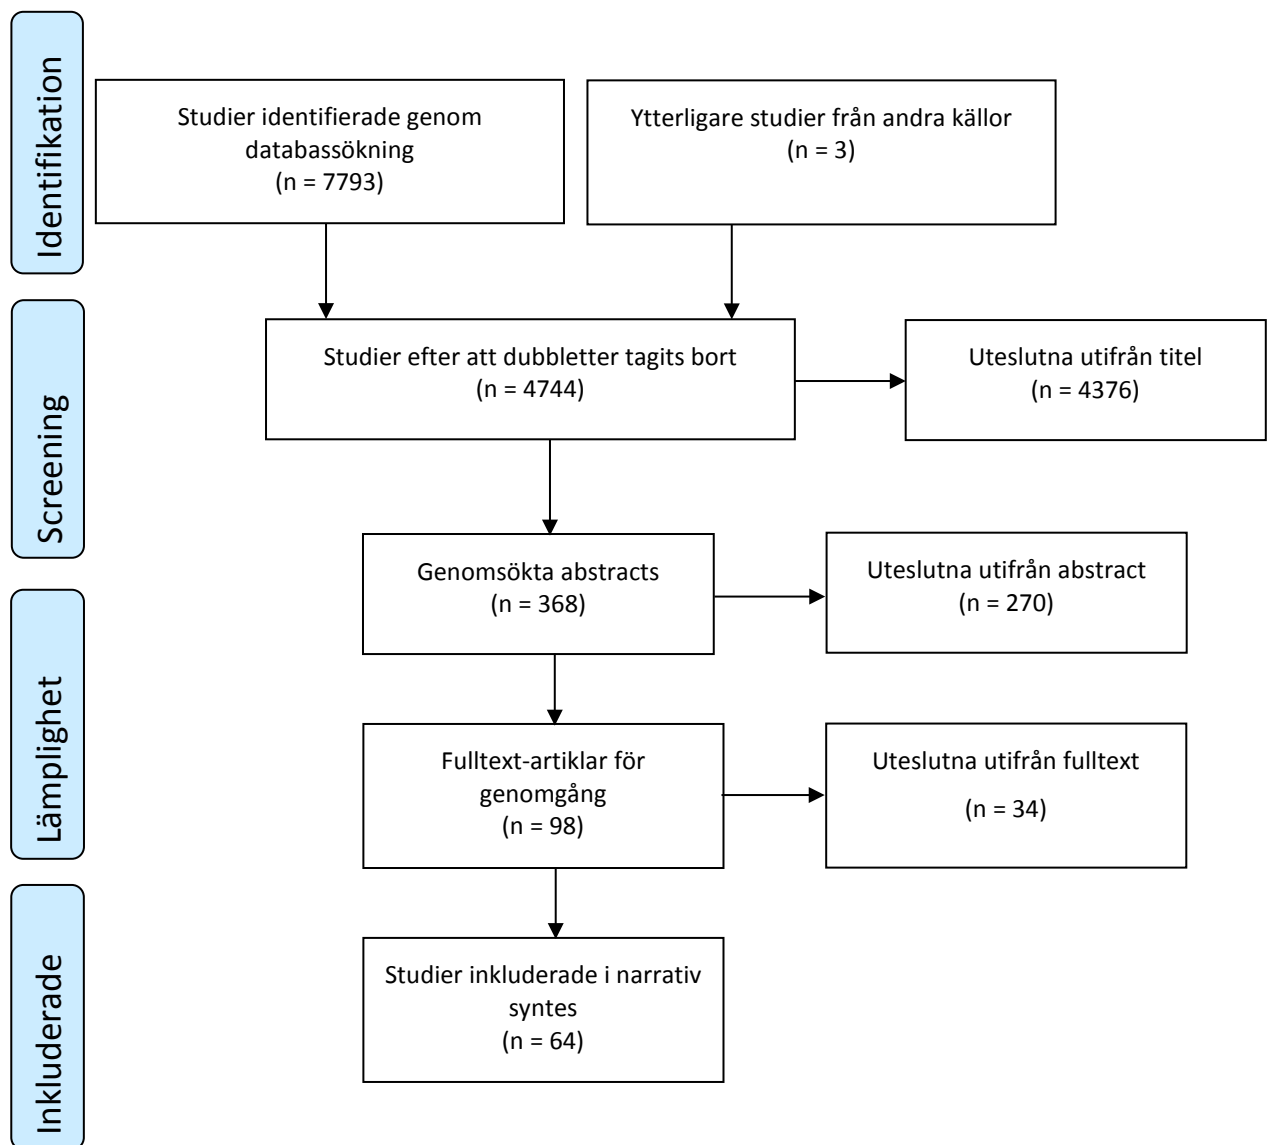 Identifikation
Studier identifierade genom
databassökning
(n = 7793)
Ytterligare studier från andra källor
(n = 3)
Screening
Studier efter att dubbletter tagits bort
(n = 4744)
Uteslutna utifrån titel
(n = 4376)
Genomsökta abstracts
(n = 368)
Uteslutna utifrån abstract
(n = 270)
Lämplighet
Fulltext-artiklar för
genomgång
(n = 98)
Uteslutna utifrån fulltext
(n = 34)
Inkluderade
Studier inkluderade i narrativ
syntes
(n = 64)